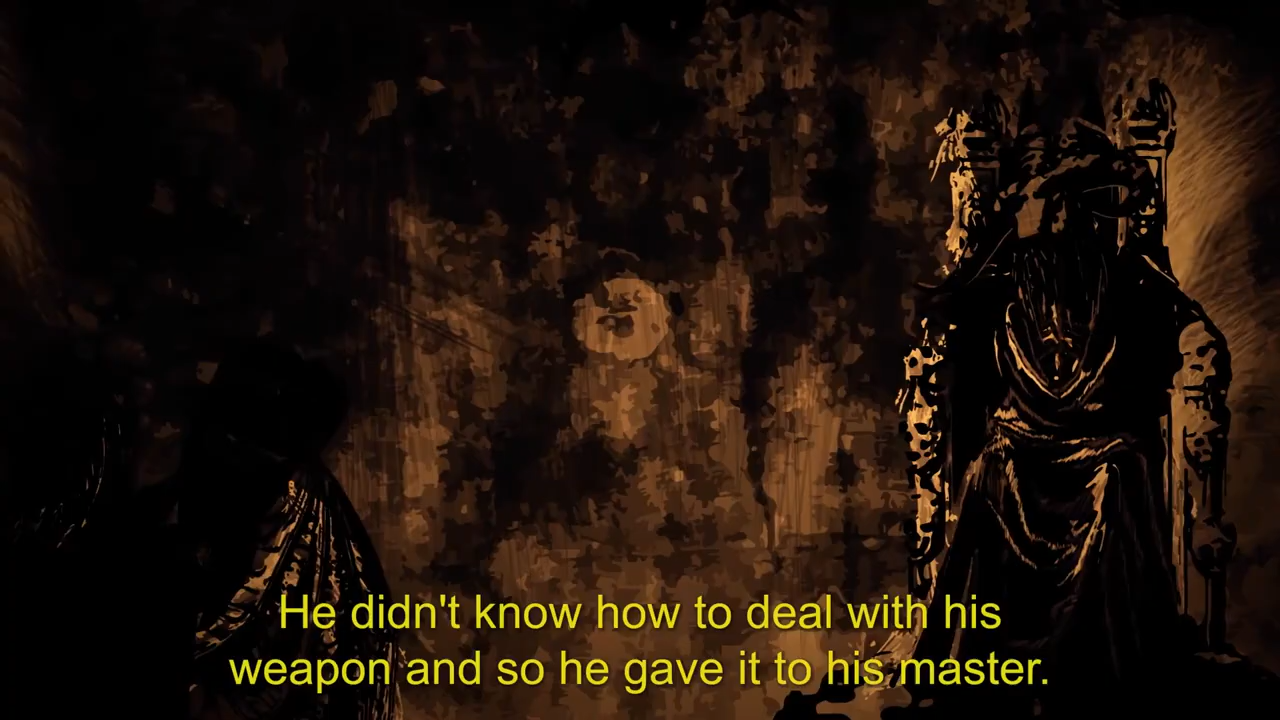 He didn't know how to deal with his
weapon and so he gave it to his master.